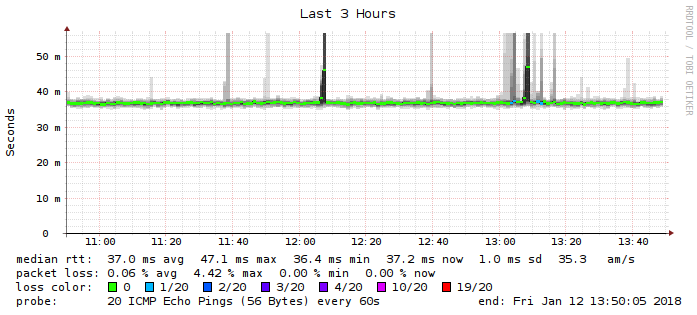 Last 3 Hours
RRDTOOL / TOBI OETIKER
Seconds
50 m
40 m
30 m
20 m
10 m
0
11:00 11:20 11:40 12:00 12:20 12:40 13:00 13:20 13:40
median rtt: 37.0 ms avg 47.1 ms max 36.4 ms min 37.2 ms now 1.0 ms sd 35.3 am/s
packet loss: 0.06 % avg 4.42 % max 0.00 % min 0.00 % now
loss color: 0 1/20 2/20 3/20 4/20 10/20 19/20
probe: 20 ICMP Echo Pings (56 Bytes) every 60s end: Fri Jan 12 13:50:05 2018